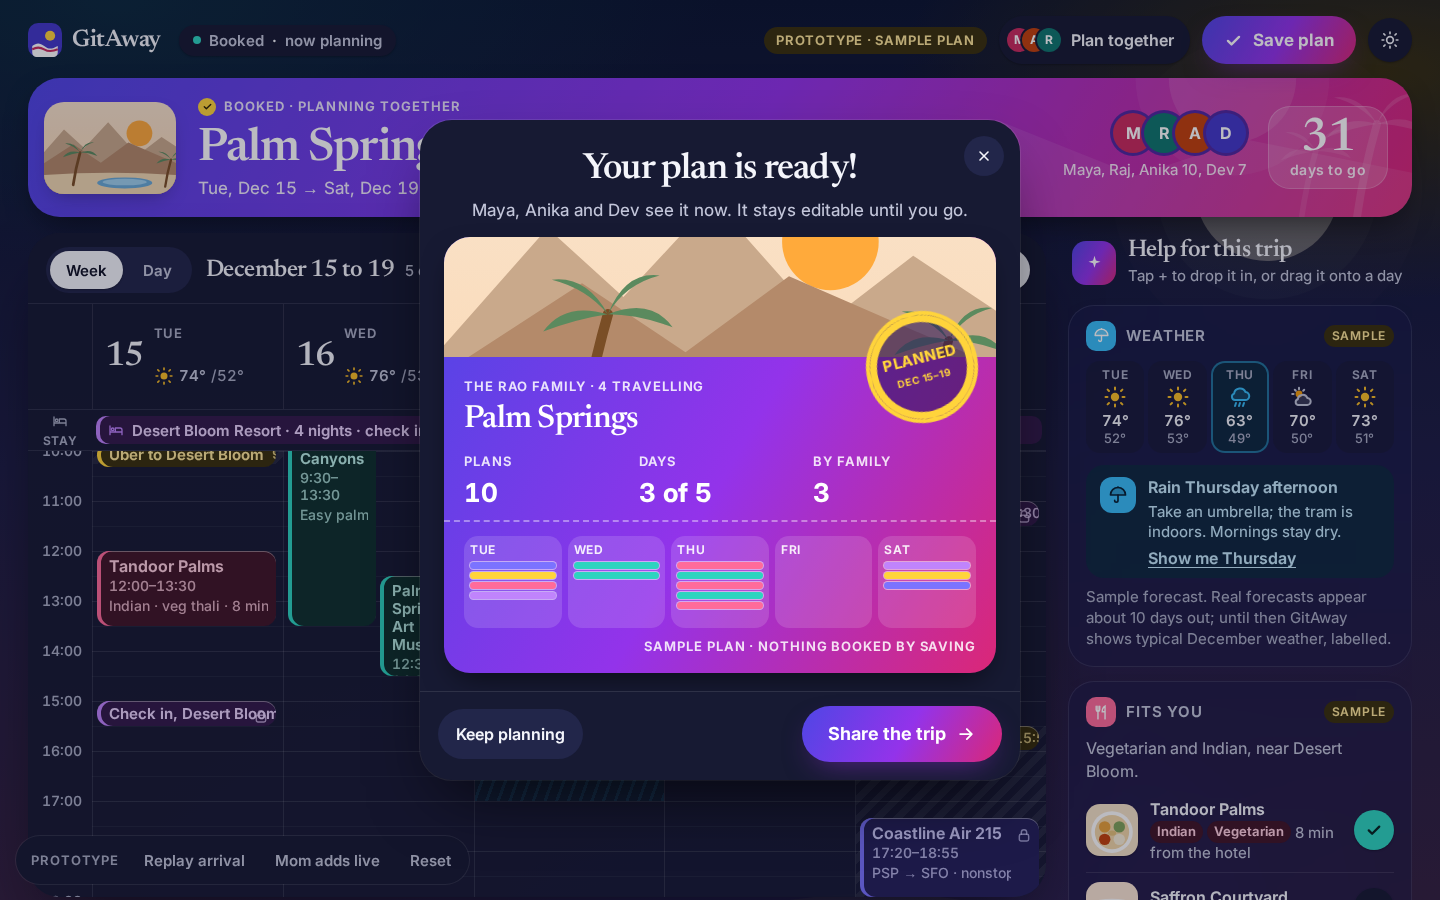 GitAway
Booked · now planning
PROTOTYPE · SAMPLE PLAN
R
Plan together
Save plan
BOOKED · PLANNING TOGETHER
Tue, Dec 15 → Sat, Dec 19
M R A D
Maya, Raj, Anika 10, Dev 7
31
days to go
Your plan is ready!
Maya, Anika and Dev see it now. It stays editable until you go.
PLANNED
DEC 15–19
THE RAO FAMILY · 4 TRAVELLING
Palm Springs
PLANS
10
DAYS
3 of 5
BY FAMILY
3
TUE
WED
THU
FRI
SAT
SAMPLE PLAN · NOTHING BOOKED BY SAVING
Keep planning
Share the trip →
Week
Day
December 15 to 19
15
TUE
74° /52°
16
WED
76°
STAY
Desert Bloom Resort · 4 nights · check
11:00
12:00
13:00
14:00
15:00
16:00
17:00
Uber to Desert Bloom
Canyons
9:30–
13:30
Easy palm
Tandoor Palms
12:00–13:30
Indian · veg thali · 8 min
Art
Check in, Desert Bloom
Coastline Air 215
17:20–18:55
PSP → SFO · nonstop
PROTOTYPE
Replay arrival
Mom adds live
Reset
Help for this trip
Tap + to drop it in, or drag it onto a day
WEATHER
SAMPLE
TUE
74°
52°
WED
76°
53°
THU
63°
49°
FRI
70°
50°
SAT
73°
51°
Rain Thursday afternoon
Take an umbrella; the tram is
indoors. Mornings stay dry.
Show me Thursday
Sample forecast. Real forecasts appear
about 10 days out; until then GitAway
shows typical December weather, labelled.
FITS YOU
SAMPLE
Vegetarian and Indian, near Desert
Bloom.
Tandoor Palms
Indian Vegetarian 8 min
from the hotel
Saffron Courtyard